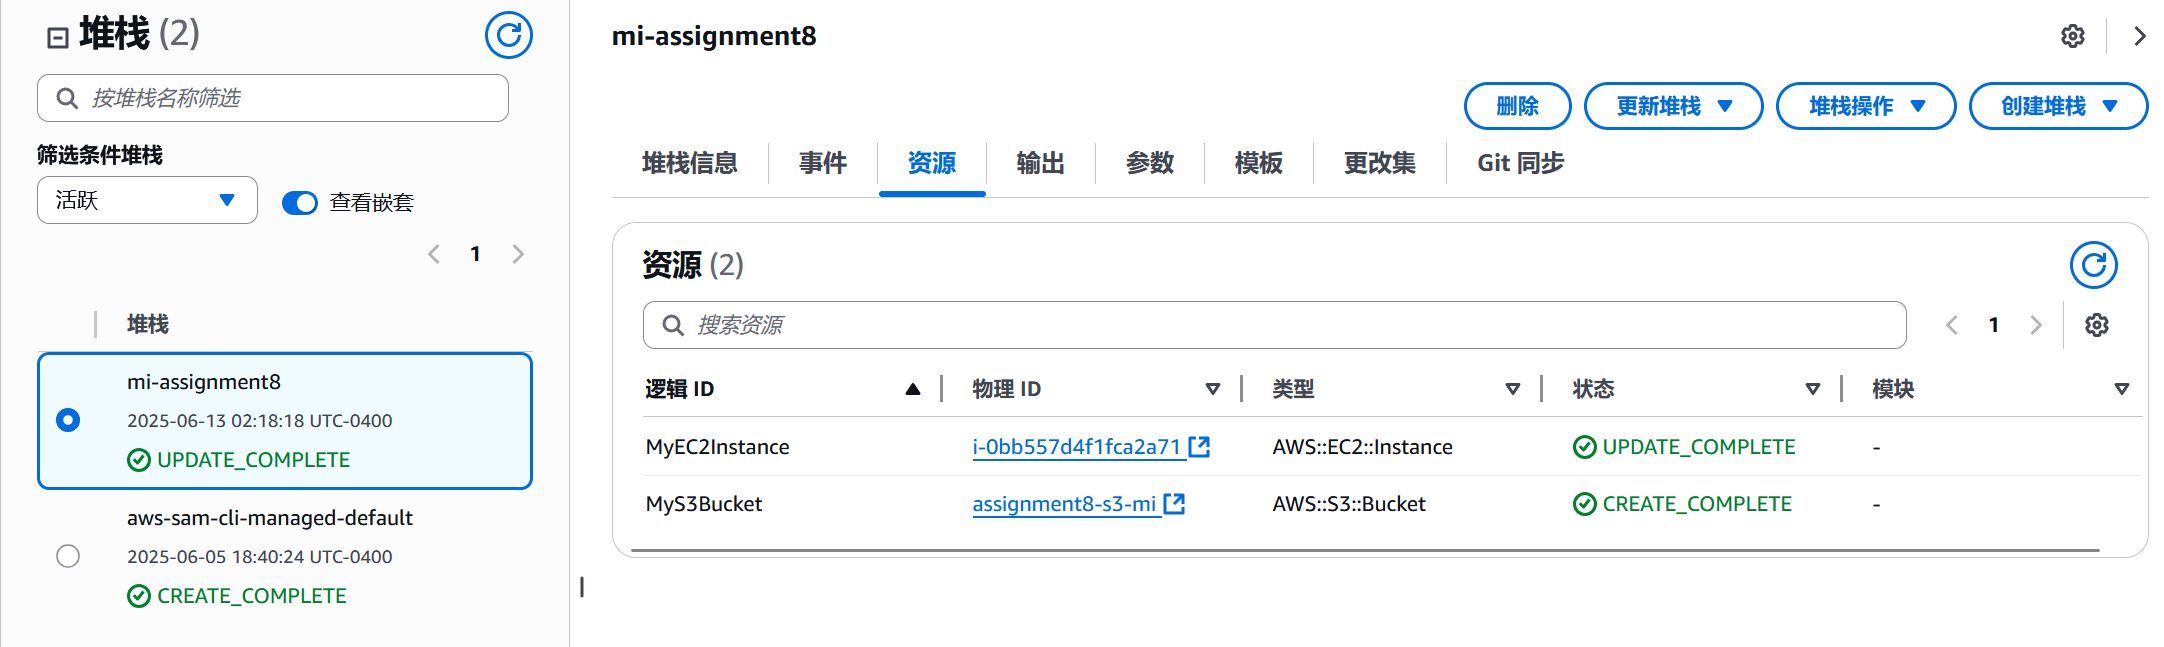 堆栈 (2)
按堆栈名称筛选
筛选条件堆栈
活跃
查看嵌套
1
堆栈
mi-assignment8
2025-06-13 02:18:18 UTC-0400
UPDATE_COMPLETE
aws-sam-cli-managed-default
2025-06-05 18:40:24 UTC-0400
CREATE_COMPLETE
mi-assignment8
删除 更新堆栈 堆栈操作 创建堆栈
堆栈信息 事件 资源 输出 参数 模板 更改集 Git 同步
资源 (2)
搜索资源
1
逻辑 ID 物理 ID 类型 状态 模块
MyEC2Instance i-0bb557d4f1fca2a71 AWS::EC2::Instance UPDATE_COMPLETE -
MyS3Bucket assignment8-s3-mi AWS::S3::Bucket CREATE_COMPLETE -